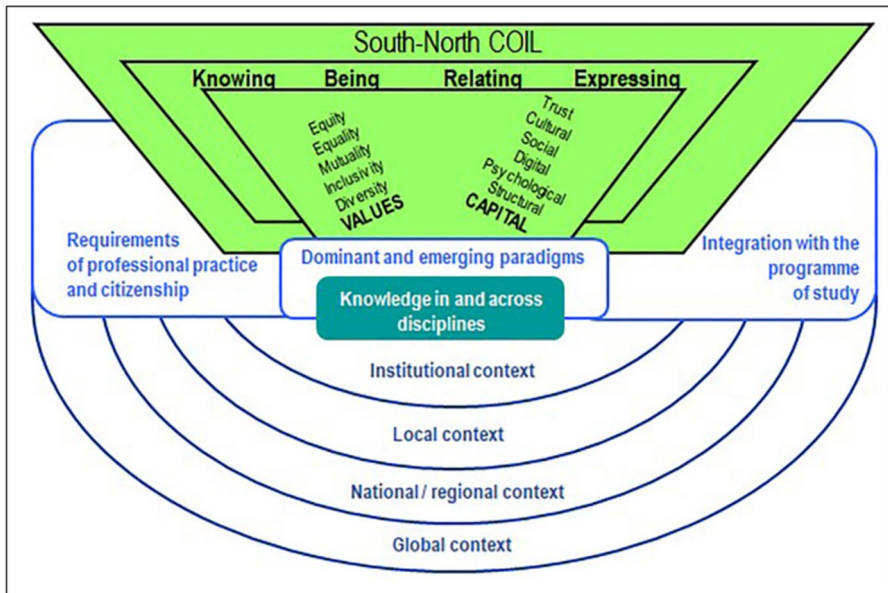 South-North COIL
Knowing Being Relating Expressing
Equity
Equality
Mutuality
Inclusivity
Diversity
VALUES
Trust
Cultural
Social
Digital
Psychological
Structural
CAPITAL
Requirements
of professional practice
and citizenship
Dominant and emerging paradigms
Knowledge in and across
disciplines
Integration with the
programme
of study
Institutional context
Local context
National / regional context
Global context